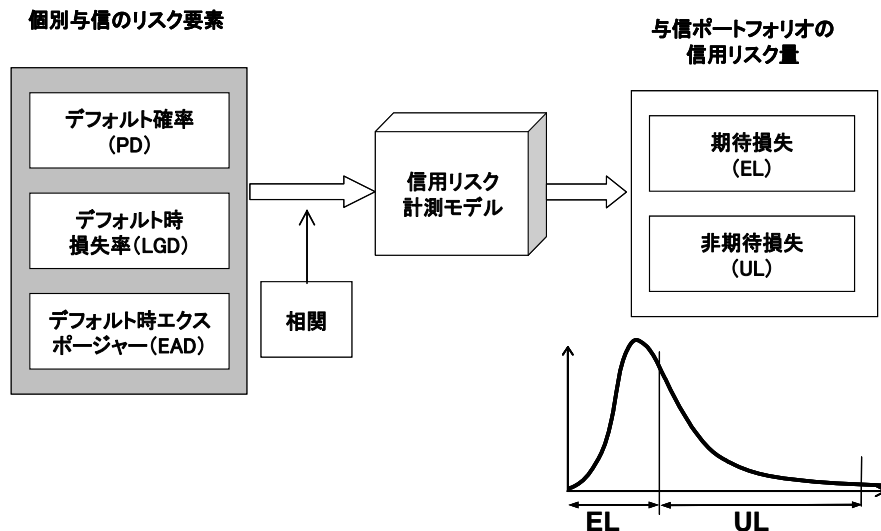 個別与信のリスク要素
デフォルト確率
(PD)
デフォルト時
損失率(LGD)
デフォルト時エクス
ポージャー(EAD)
相関
信用リスク
計測モデル
与信ポートフォリオの
信用リスク量
期待損失
(EL)
非期待損失
(UL)
EL
UL